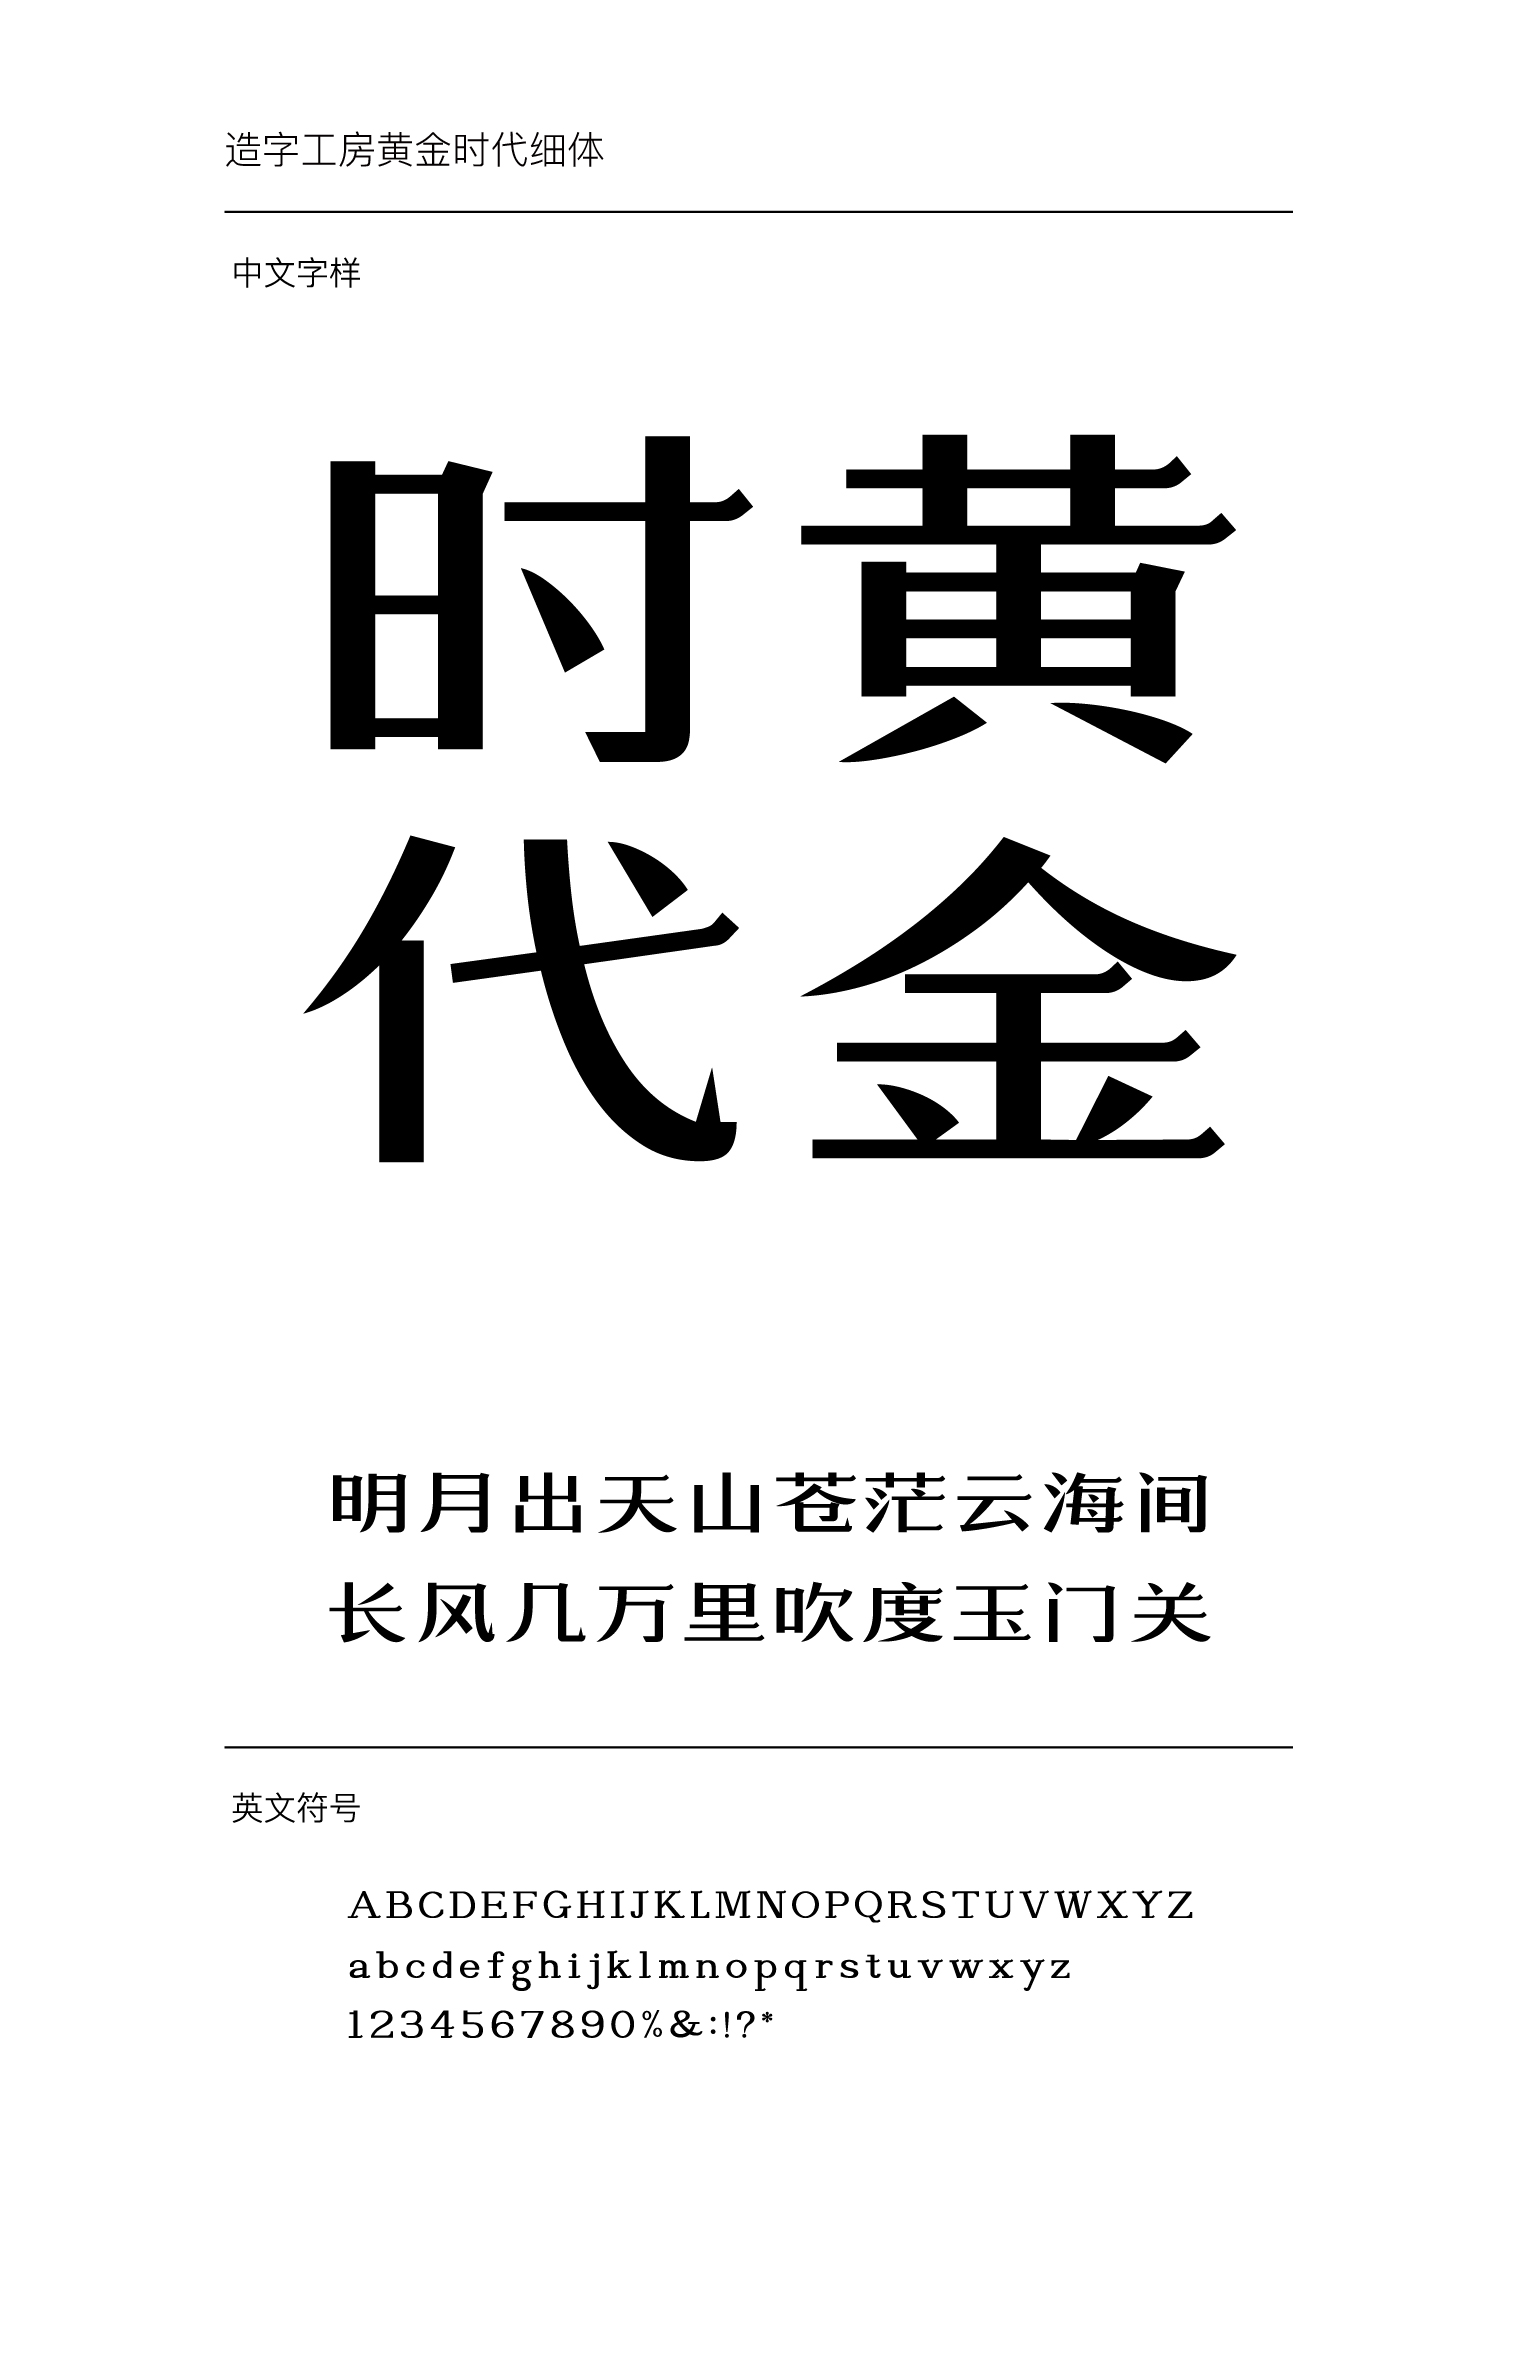 造字工房黄金时代细体
中文字样
时黄
代金
明月出天山苍茫云海间
长风几万里吹度玉门关
英文符号
ABCDEFGHIJKLMNOPQRSTUVWXYZ
abcdefghijklmnopqrstuvwxyz
1234567890%&:!?*